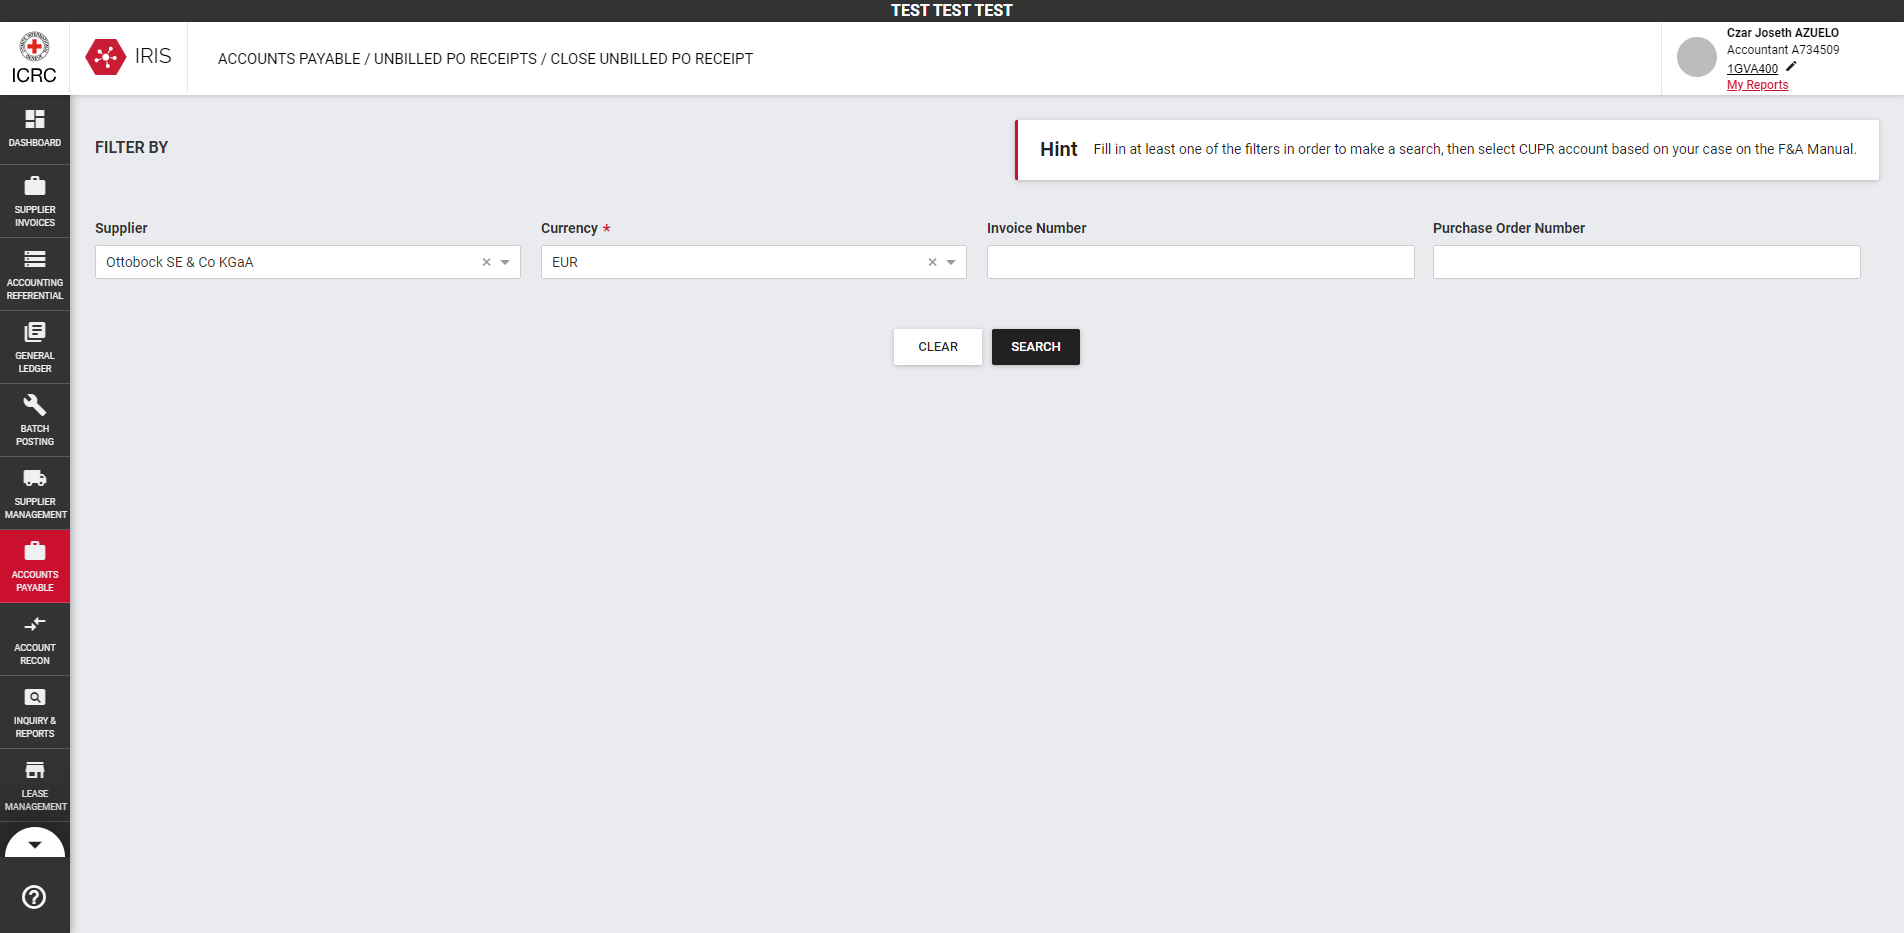 TEST TEST TEST
ICRC
IRIS
ACCOUNTS PAYABLE / UNBILLED PO RECEIPTS / CLOSE UNBILLED PO RECEIPT
Czar Joseth AZUELO
Accountant A734509
1GVA400
My Reports
DASHBOARD
SUPPLIER
INVOICES
ACCOUNTING
REFERENTIAL
GENERAL
LEDGER
BATCH
POSTING
SUPPLIER
MANAGEMENT
ACCOUNTS
PAYABLE
ACCOUNT
RECON
INQUIRY &
REPORTS
LEASE
MANAGEMENT
FILTER BY
Hint Fill in at least one of the filters in order to make a search, then select CUPR account based on your case on the F&A Manual.
Supplier
Ottobock SE & Co KGaA
Currency *
EUR
Invoice Number
Purchase Order Number
CLEAR
SEARCH